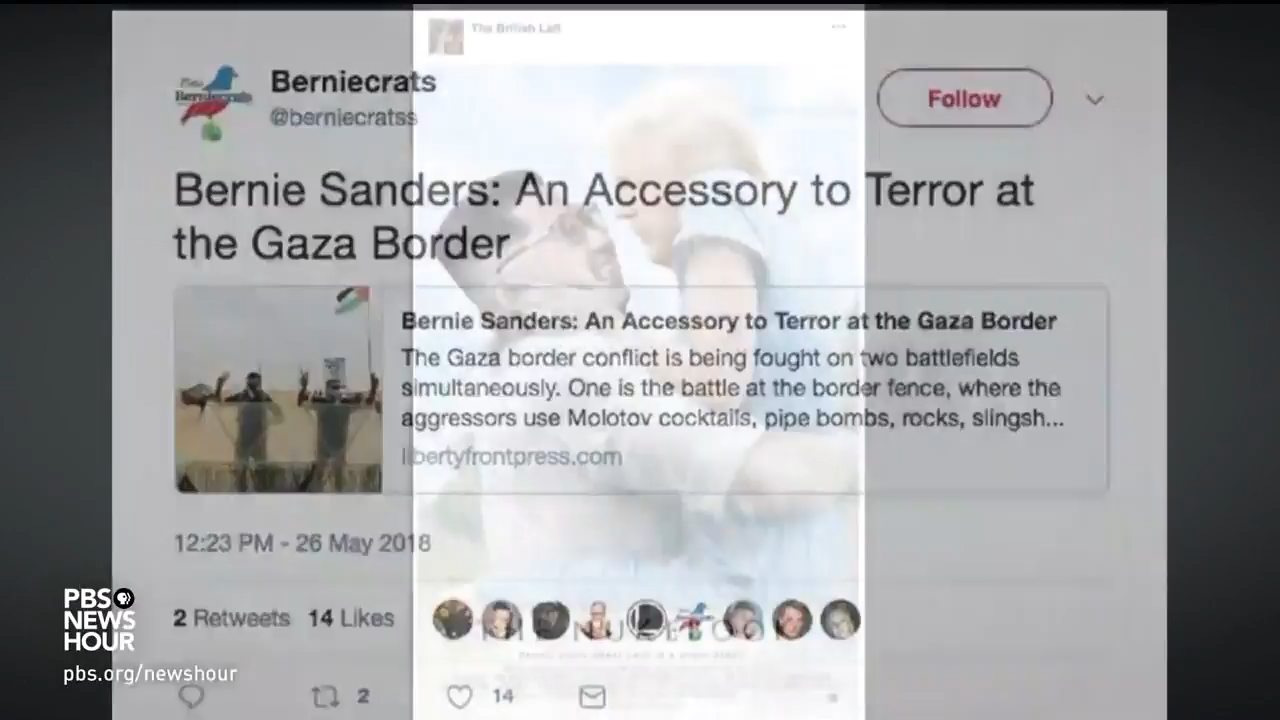 The British Left
Berniecrats
@berniecratss
Follow
Bernie Sanders: An Accessory to Terror at
the Gaza Border
Bernie Sanders: An Accessory to Terror at the Gaza Border
The Gaza border conflict is being fought on two battlefields
simultaneously. One is the battle at the border fence, where the
aggressors use Molotov cocktails, pipe bombs, rocks, slingsh...
libertyfrontpress.com
12:23 PM - 26 May 2018
2 Retweets 14 Likes
2
14
PBS
NEWS
HOUR
pbs.org/newshour